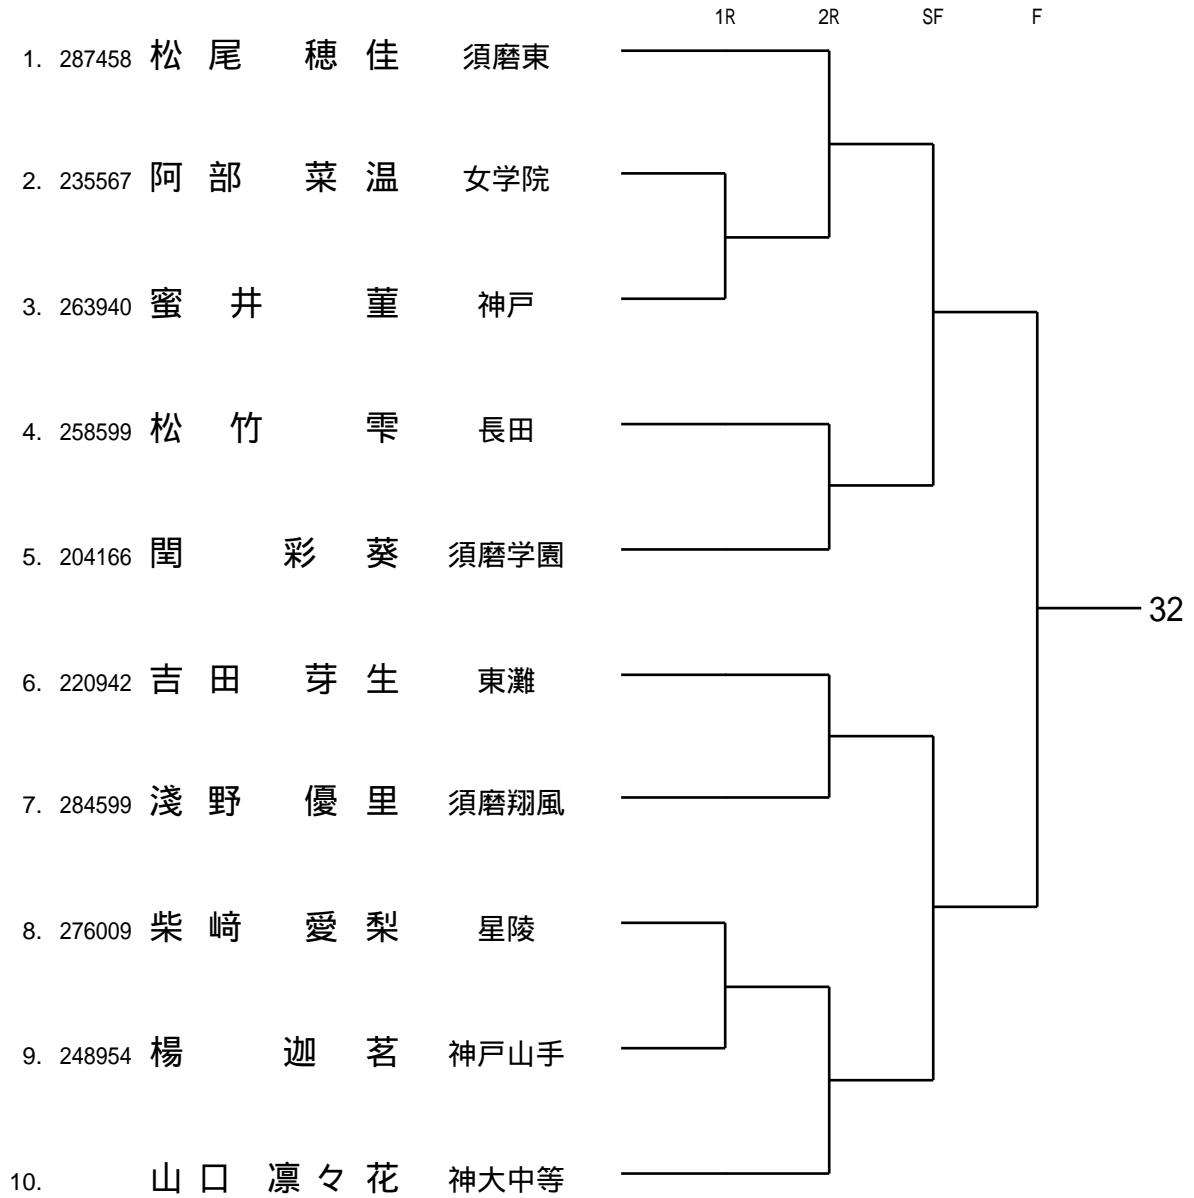 1R 2R SF F
1. 287458 松尾 穂佳 須磨東
2. 235567 阿部 菜温 女学院
3. 263940 蜜井 菫 神戸
4. 258599 松竹 雫 長田
5. 204166 閏 彩葵 須磨学園
32
6. 220942 吉田 芽生 東灘
7. 284599 淺野 優里 須磨翔風
8. 276009 柴﨑 愛梨 星陵
9. 248954 楊 迦茗 神戸山手
10. 山口 凛々花 神大中等